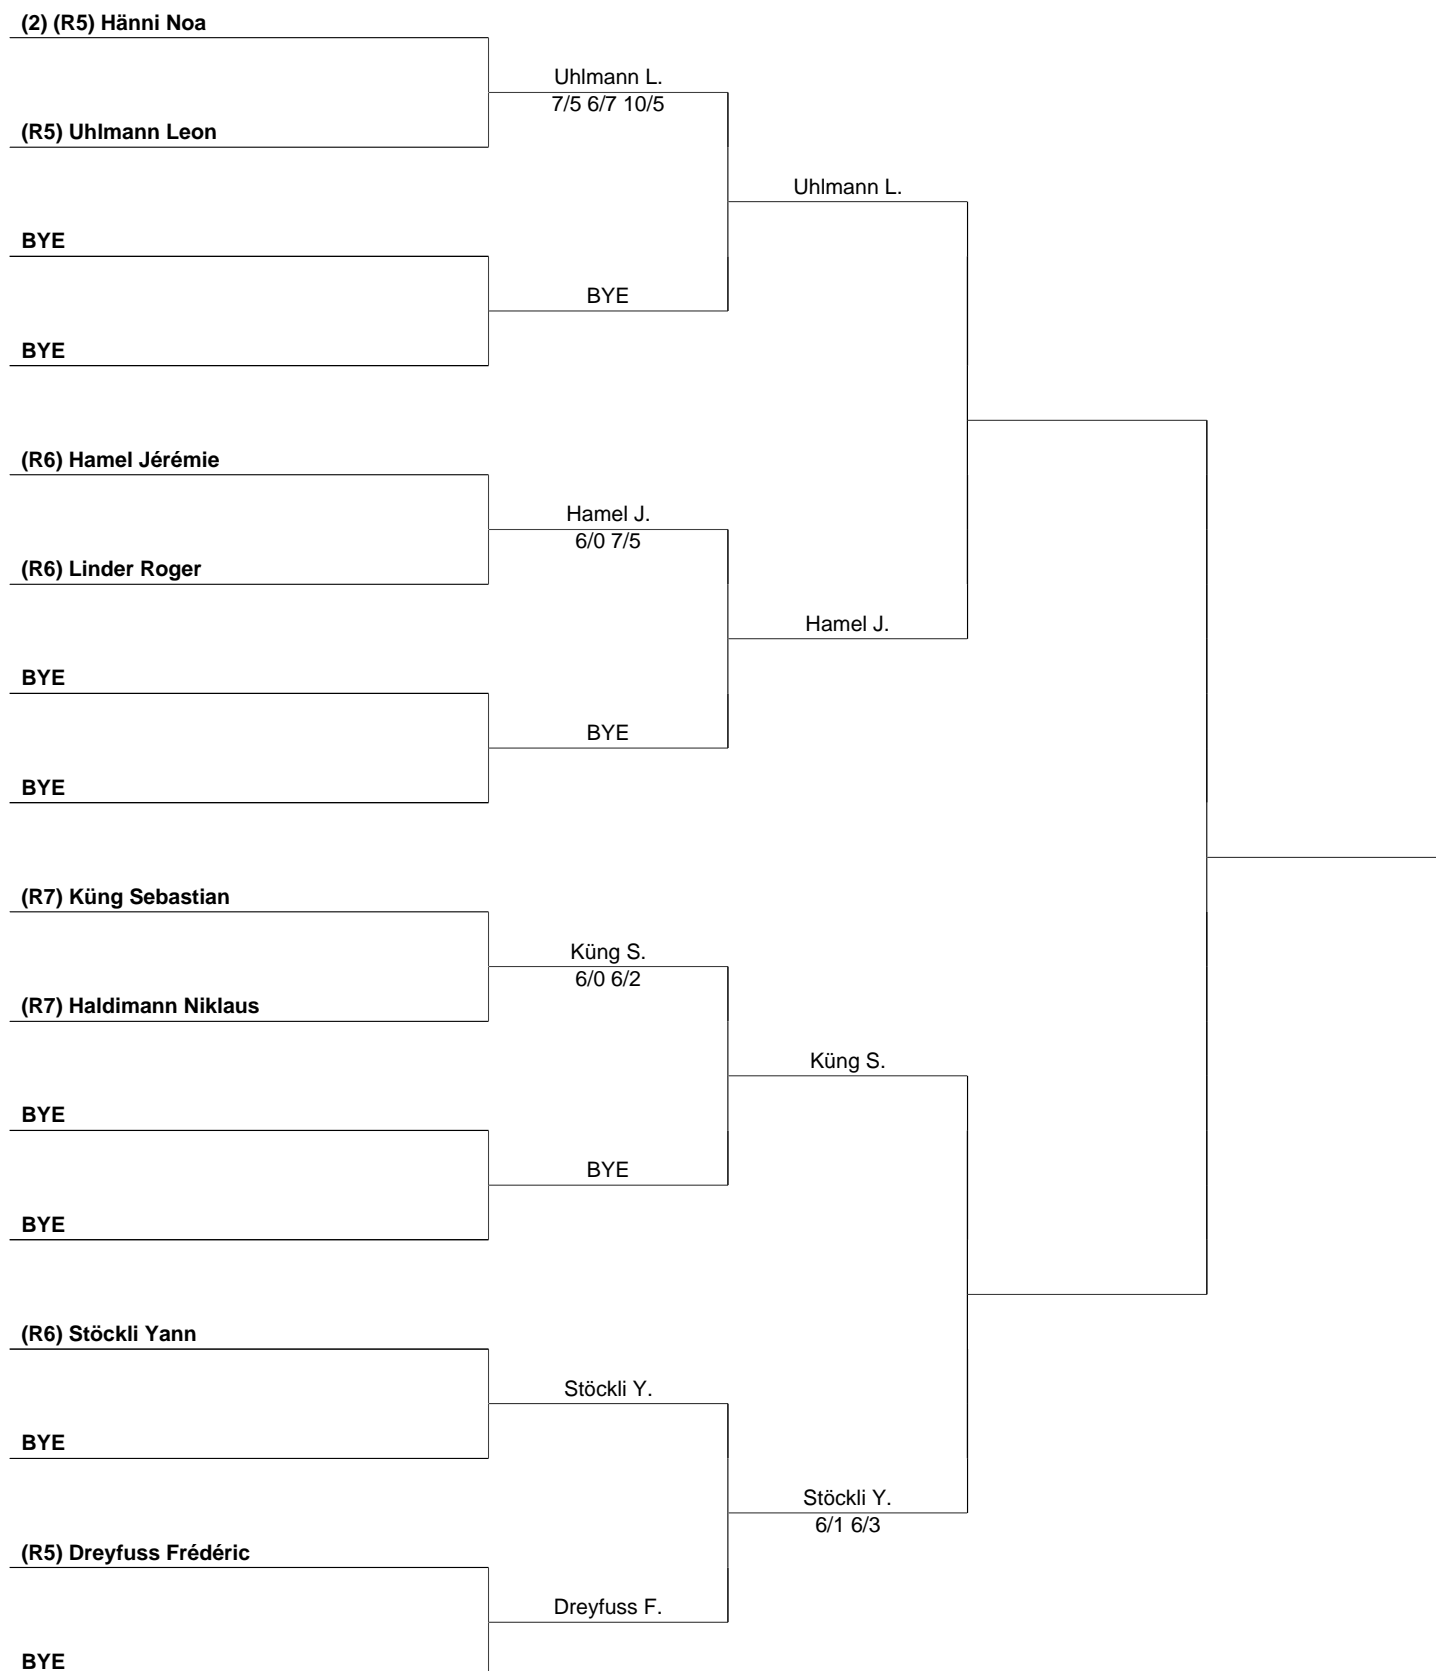 (2) (R5) Hänni Noa
Uhlmann L.
7/5 6/7 10/5
(R5) Uhlmann Leon
Uhlmann L.
BYE
BYE
BYE
(R6) Hamel Jérémie
Hamel J.
6/0 7/5
(R6) Linder Roger
Hamel J.
BYE
BYE
BYE
(R7) Küng Sebastian
Küng S.
6/0 6/2
(R7) Haldimann Niklaus
Küng S.
BYE
BYE
BYE
(R6) Stöckli Yann
Stöckli Y.
BYE
Stöckli Y.
6/1 6/3
(R5) Dreyfuss Frédéric
Dreyfuss F.
BYE